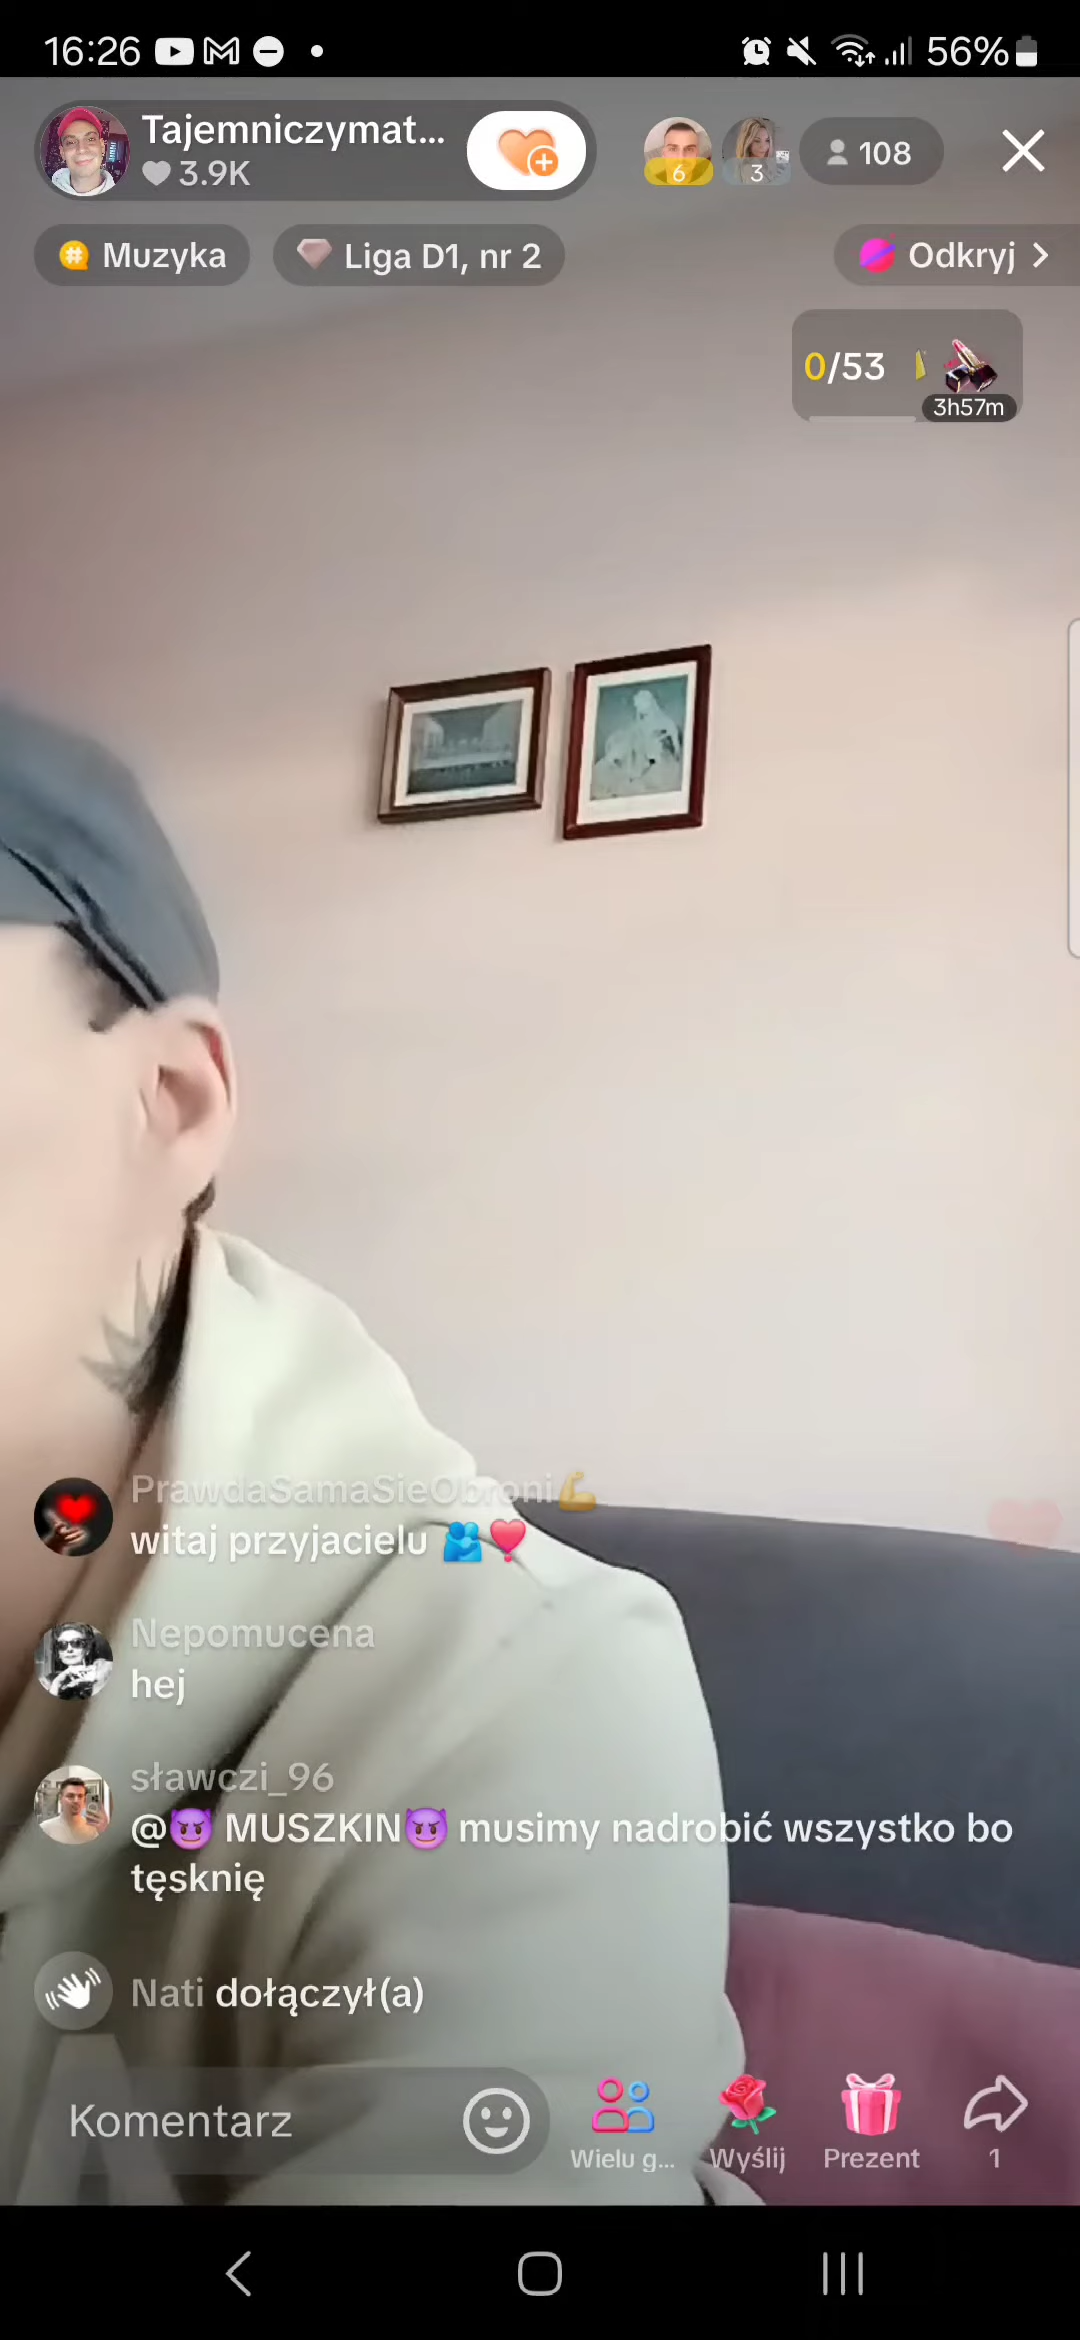 16:26
56%
Tajemniczymat...
3.9K
6
3
108
Muzyka
Liga D1, nr 2
Odkryj
0/53
3h57m
PrawdaSamaSieObroni💪
witaj przyjacielu 🫂❣️
Nepomucena
hej
sławczi_96
@😈 MUSZKIN😈 musimy nadrobić wszystko bo
tęsknię
Nati dołączył(a)
Komentarz
Wielu g...
Wyślij
Prezent
1